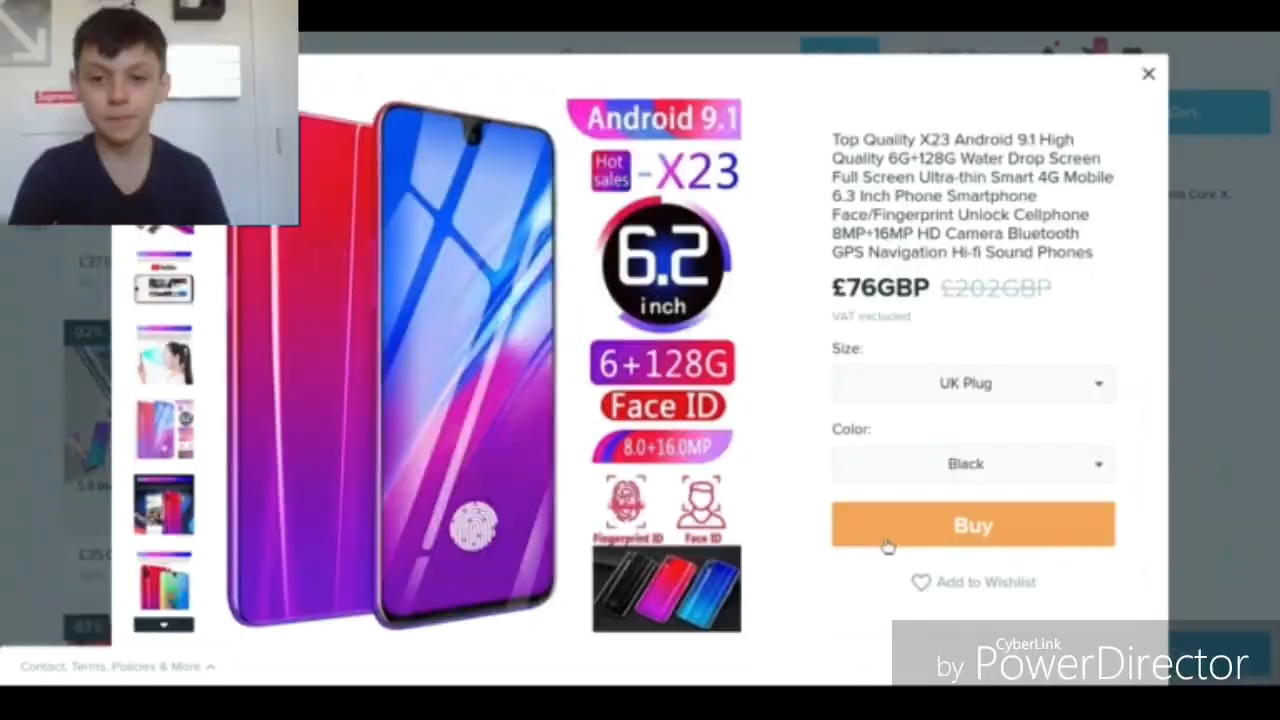 Android 9.1
Hot
sales
-X23
6.2
inch
6+128G
Face ID
8.0+16.0MP
Fingerprint ID
Face ID
Top Quality X23 Android 9.1 High
Quality 6G+128G Water Drop Screen
Full Screen Ultra-thin Smart 4G Mobile
6.3 Inch Phone Smartphone
Face/Fingerprint Unlock Cellphone
8MP+16MP HD Camera Bluetooth
GPS Navigation Hi-fi Sound Phones
£76GBP £202GBP
VAT excluded
Size:
UK Plug
Color:
Black
Buy
Add to Wishlist
Contact, Terms, Policies & More
CyberLink
by PowerDirector